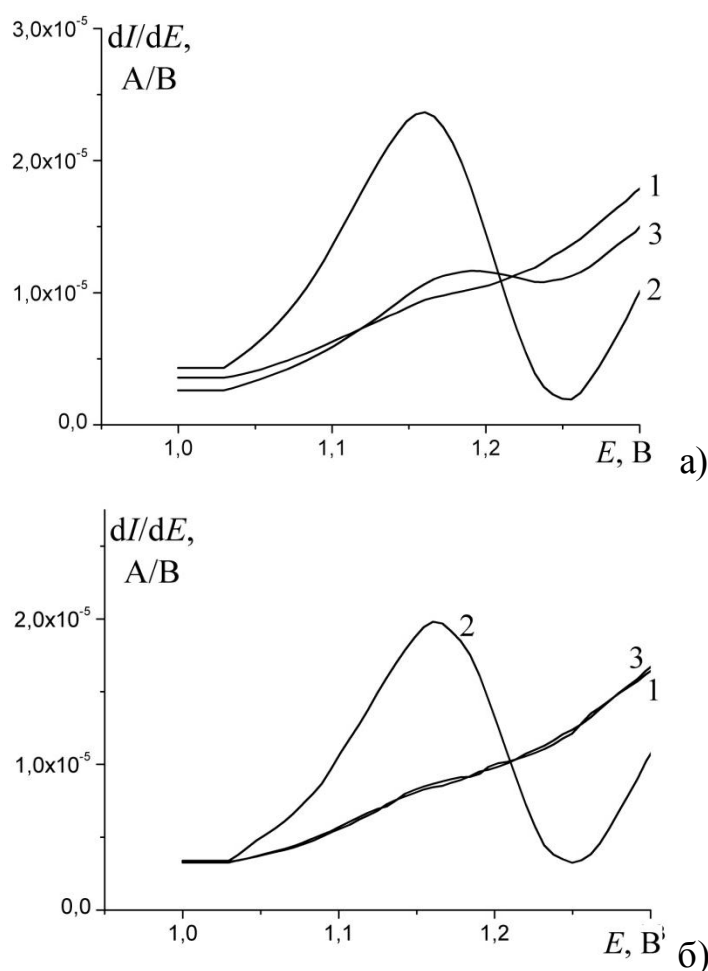 3,0x10⁻⁵
dI/dE,
A/B
2,0x10⁻⁵
1
3
1,0x10⁻⁵
2
0,0
1,0
1,1
1,2
E, B
а)
dI/dE,
A/B
2,0x10⁻⁵
2
3
1
1,0x10⁻⁵
0,0
1,0
1,1
1,2
E, B
б)